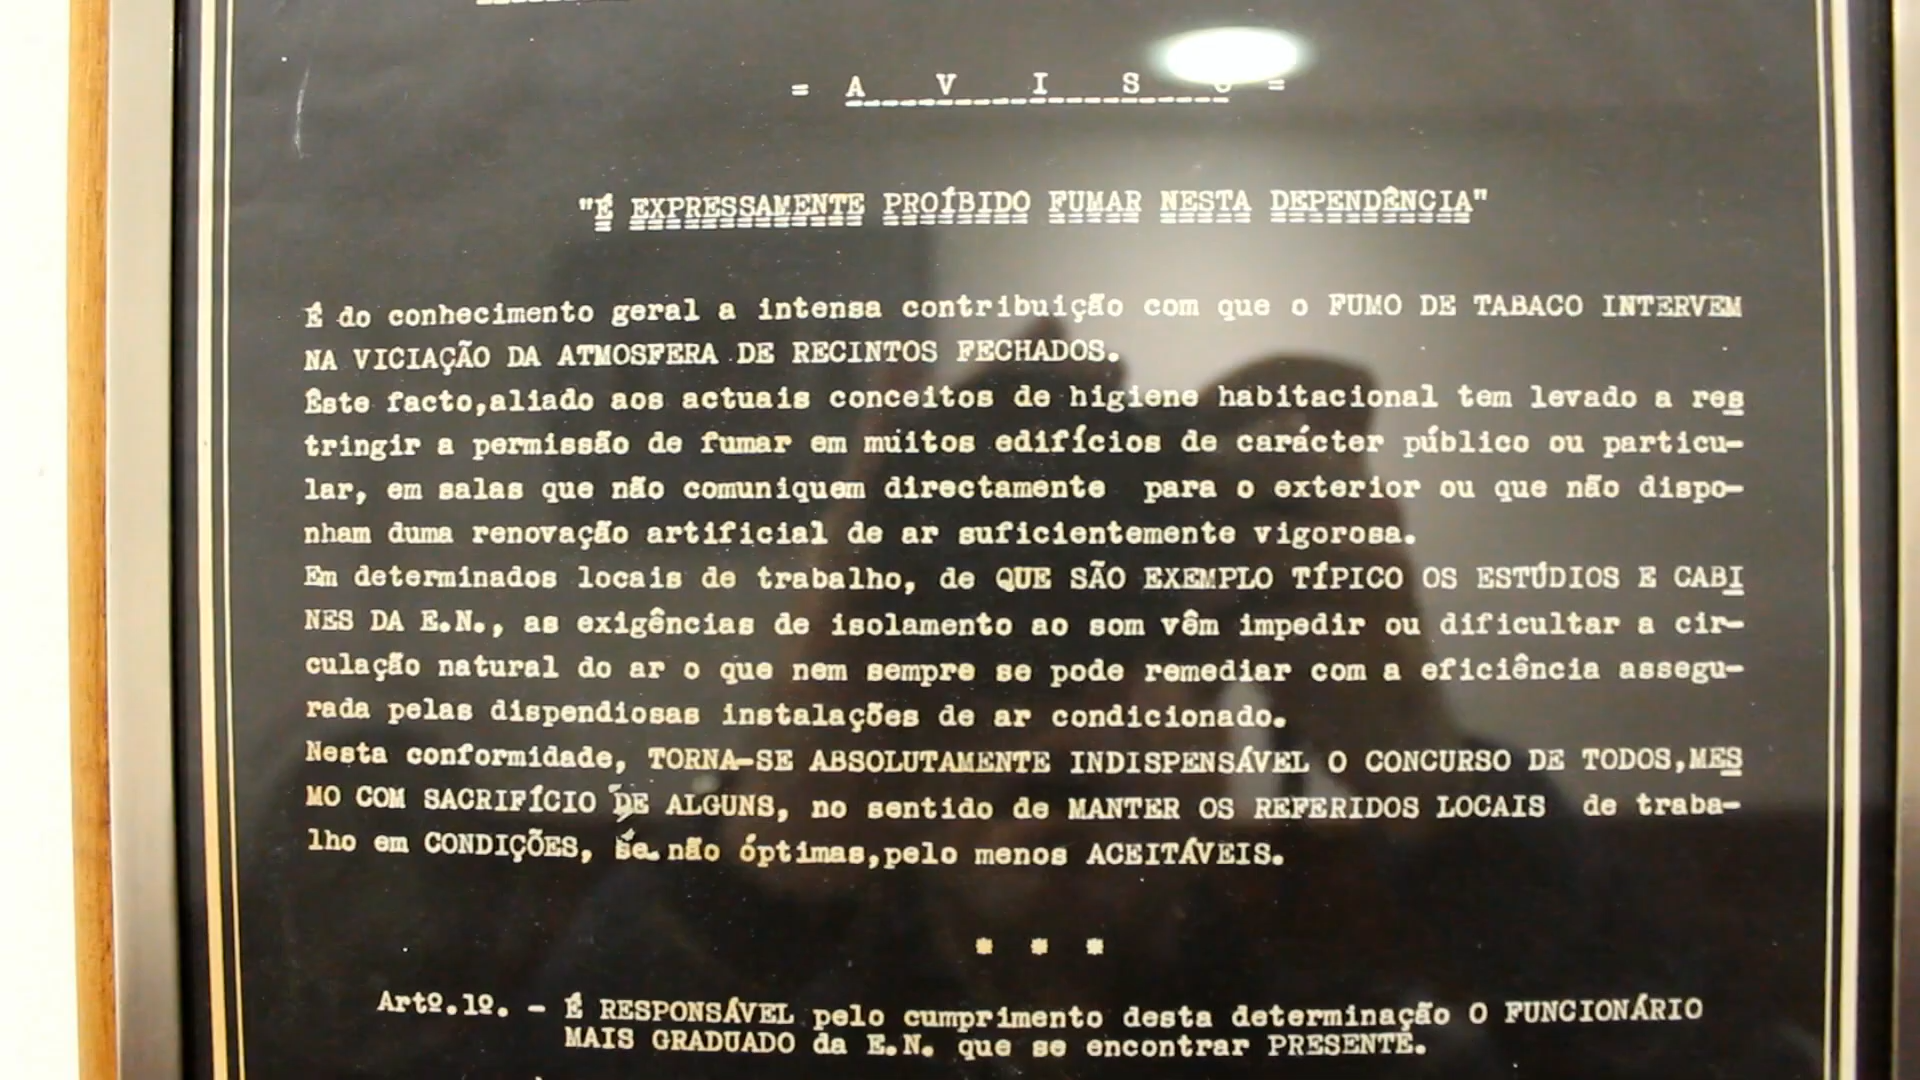 = A V I S O =
"É EXPRESSAMENTE PROÍBIDO FUMAR NESTA DEPENDÊNCIA"
É do conhecimento geral a intensa contribuição com que o FUMO DE TABACO INTERVEM
NA VICIAÇÃO DA ATMOSFERA DE RECINTOS FECHADOS.
Êste facto,aliado aos actuais conceitos de higiene habitacional tem levado a res
tringir a permissão de fumar em muitos edifícios de carácter público ou particu-
lar, em salas que não comuniquem directamente para o exterior ou que não dispo-
nham duma renovação artificial de ar suficientemente vigorosa.
Em determinados locais de trabalho, de QUE SÃO EXEMPLO TÍPICO OS ESTÚDIOS E CABI
NES DA E.N., as exigências de isolamento ao som vêm impedir ou dificultar a cir-
culação natural do ar o que nem sempre se pode remediar com a eficiência assegu-
rada pelas dispendiosas instalações de ar condicionado.
Nesta conformidade, TORNA-SE ABSOLUTAMENTE INDISPENSÁVEL O CONCURSO DE TODOS,MES
MO COM SACRIFÍCIO DE ALGUNS, no sentido de MANTER OS REFERIDOS LOCAIS de traba-
lho em CONDIÇÕES, se não óptimas,pelo menos ACEITÁVEIS.
* * *
Artº.1º. - É RESPONSÁVEL pelo cumprimento desta determinação O FUNCIONÁRIO
MAIS GRADUADO da E.N. que se encontrar PRESENTE.